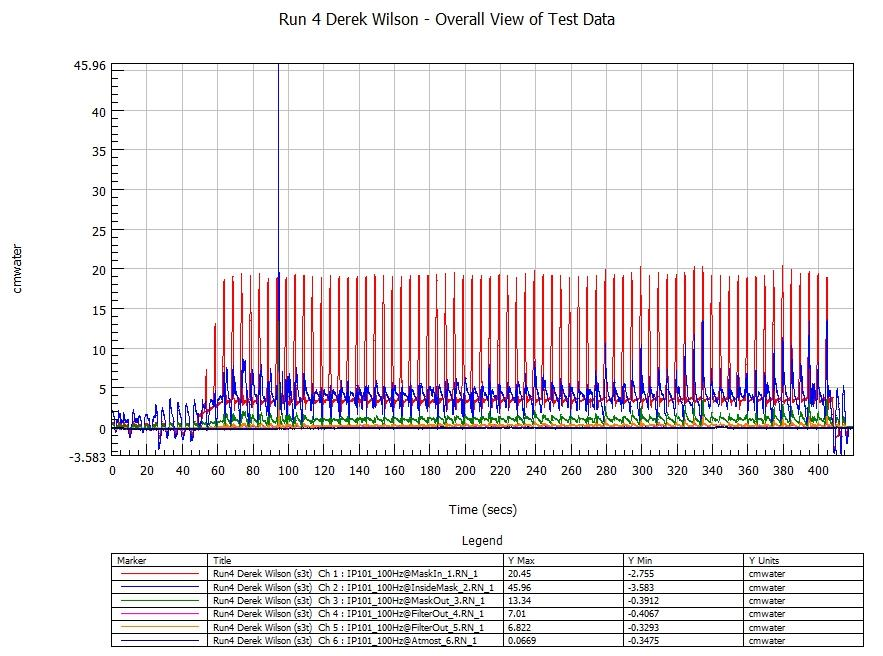 Run 4 Derek Wilson - Overall View of Test Data
45.96
40
35
30
25
20
15
10
5
0
-3.583
cmwater
0 20 40 60 80 100 120 140 160 180 200 220 240 260 280 300 320 340 360 380 400
Time (secs)
Legend
Marker Title Y Max Y Min Y Units
Run4 Derek Wilson (s3t) Ch 1 : IP101_100Hz@MaskIn_1.RN_1 20.45 -2.755 cmwater
Run4 Derek Wilson (s3t) Ch 2 : IP101_100Hz@InsideMask_2.RN_1 45.96 -3.583 cmwater
Run4 Derek Wilson (s3t) Ch 3 : IP101_100Hz@MaskOut_3.RN_1 13.34 -0.3912 cmwater
Run4 Derek Wilson (s3t) Ch 4 : IP101_100Hz@FilterOut_4.RN_1 7.01 -0.4067 cmwater
Run4 Derek Wilson (s3t) Ch 5 : IP101_100Hz@FilterOut_5.RN_1 6.822 -0.3293 cmwater
Run4 Derek Wilson (s3t) Ch 6 : IP101_100Hz@Atmost_6.RN_1 0.0669 -0.3475 cmwater